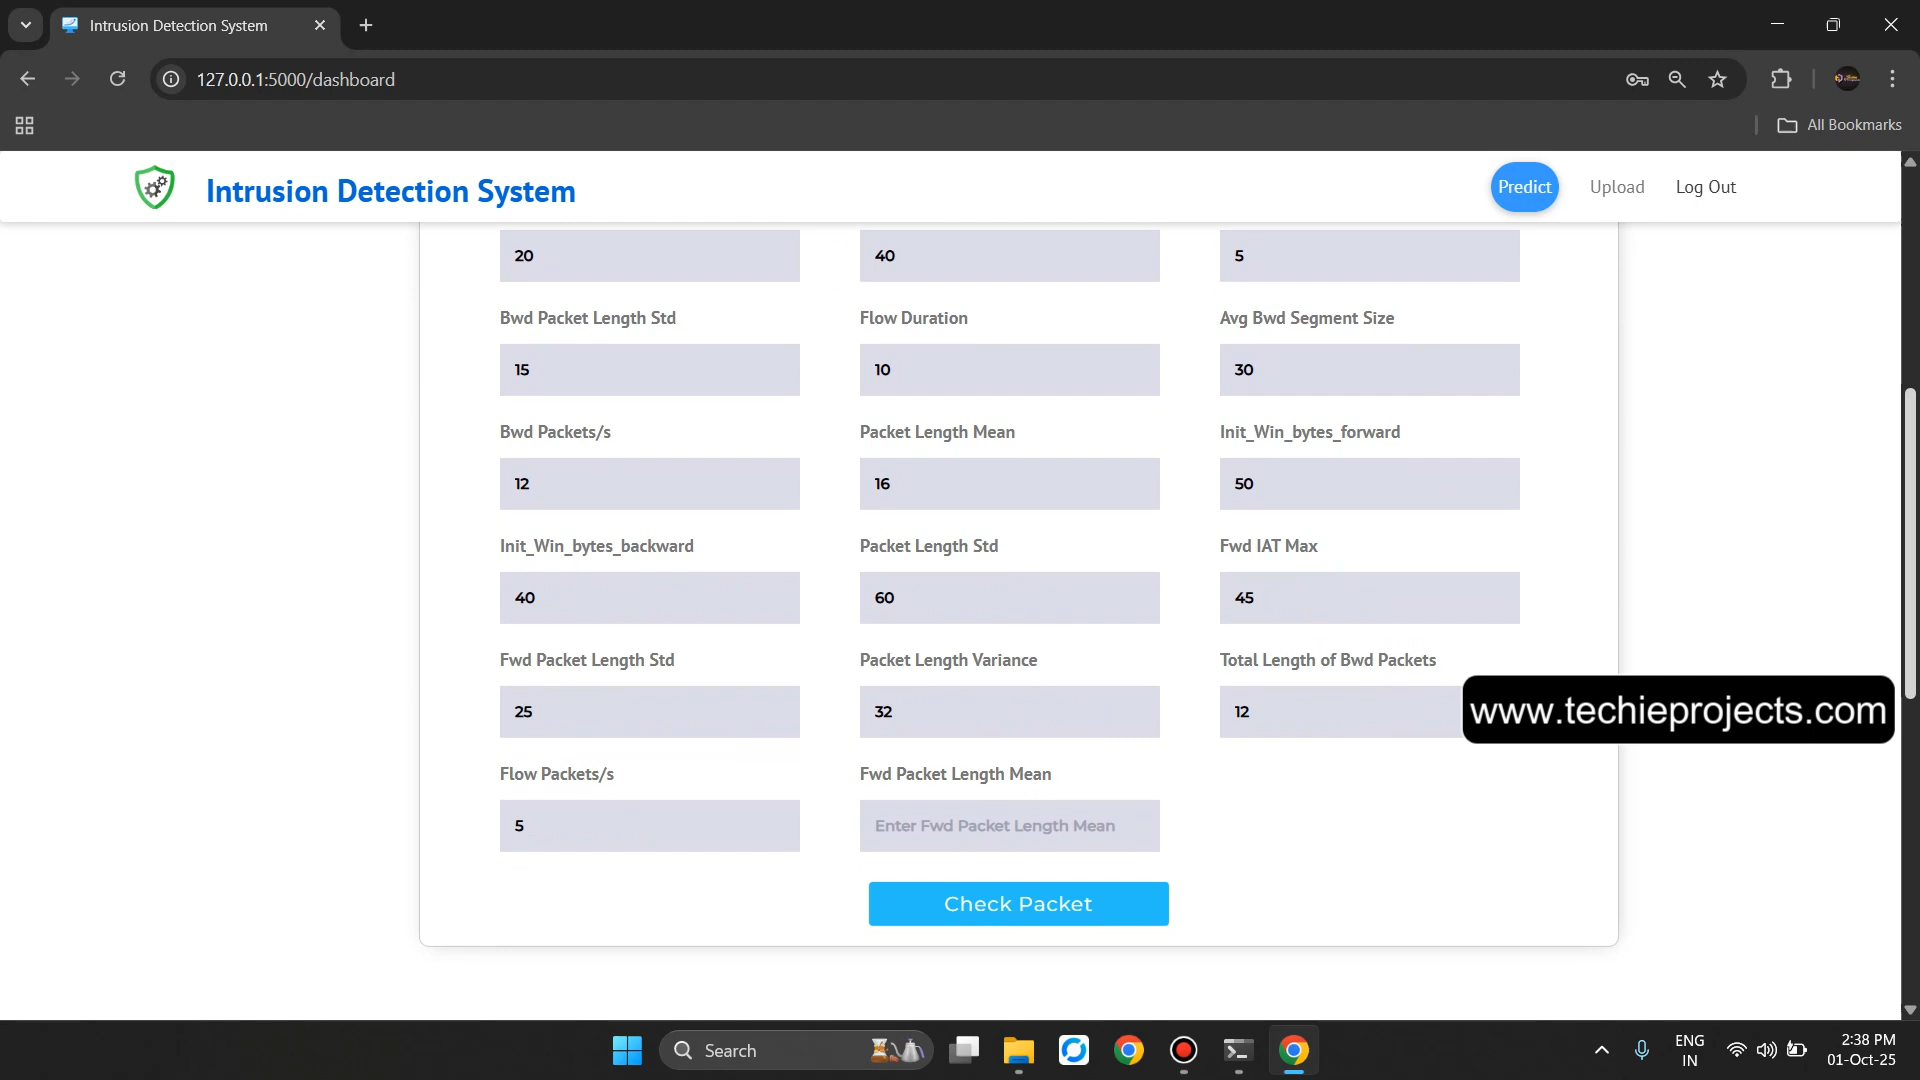 Intrusion Detection System
127.0.0.1:5000/dashboard
All Bookmarks
Intrusion Detection System
Predict
Upload
Log Out
20
40
5
Bwd Packet Length Std
Flow Duration
Avg Bwd Segment Size
15
10
30
Bwd Packets/s
Packet Length Mean
Init_Win_bytes_forward
12
16
50
Init_Win_bytes_backward
Packet Length Std
Fwd IAT Max
40
60
45
Fwd Packet Length Std
Packet Length Variance
Total Length of Bwd Packets
25
32
12
www.techieprojects.com
Flow Packets/s
Fwd Packet Length Mean
5
Enter Fwd Packet Length Mean
Check Packet
Search
ENG
IN
2:38 PM
01-Oct-25